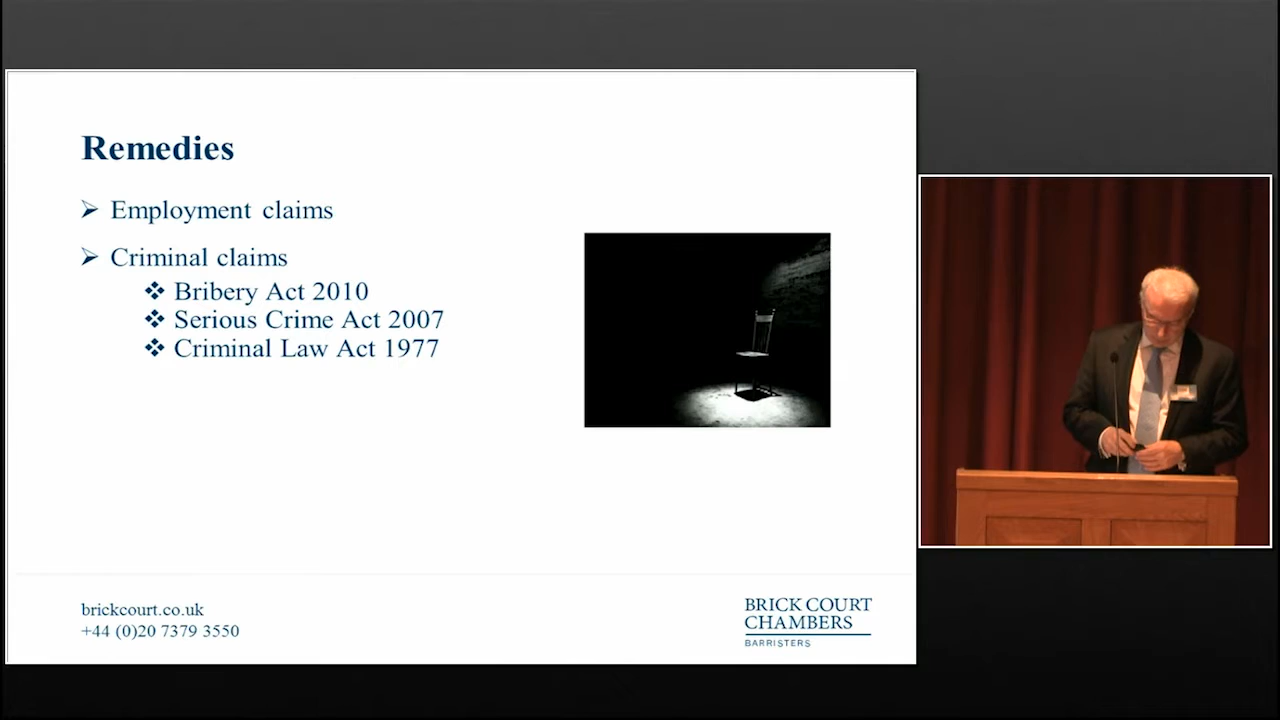 Remedies
Employment claims
Criminal claims
Bribery Act 2010
Serious Crime Act 2007
Criminal Law Act 1977
brickcourt.co.uk
+44 (0)20 7379 3550
BRICK COURT
CHAMBERS
BARRISTERS